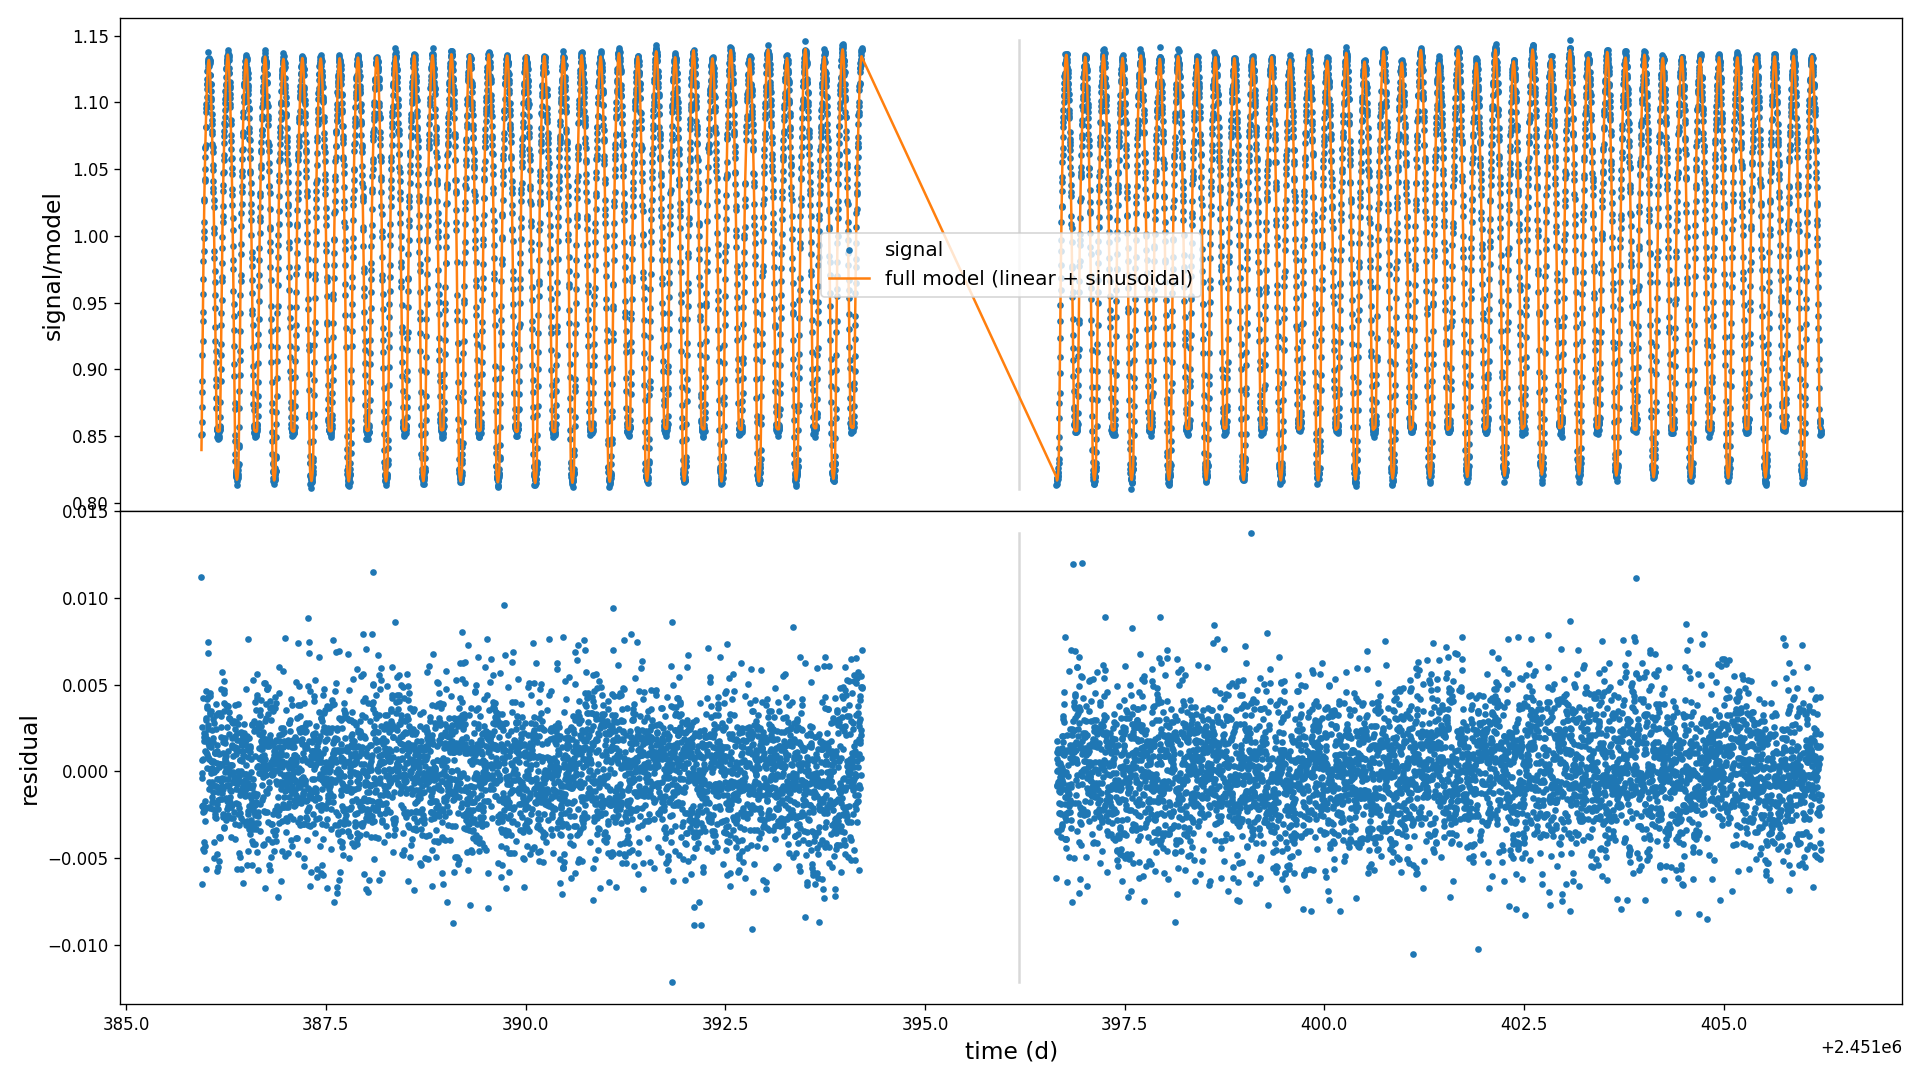 1.15
1.10
1.05
1.00
0.95
0.90
0.85
0.80
signal/model
signal
full model (linear + sinusoidal)
0.015
0.010
0.005
0.000
−0.005
−0.010
residual
385.0 387.5 390.0 392.5 395.0 397.5 400.0 402.5 405.0
time (d)
+2.451e6